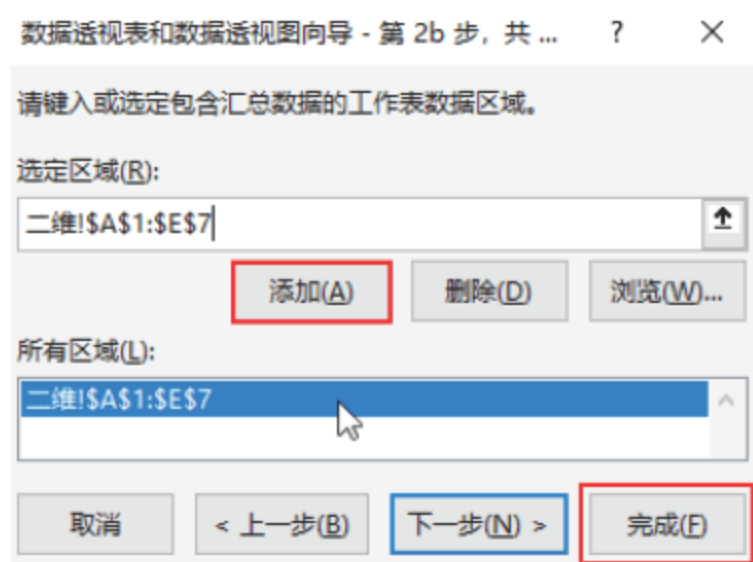 数据透视表和数据透视图向导 - 第 2b 步，共 ... ?
请键入或选定包含汇总数据的工作表数据区域。
选定区域(R):
二维!$A$1:$E$7
添加(A) 删除(D) 浏览(W)...
所有区域(L):
二维!$A$1:$E$7
取消 < 上一步(B) 下一步(N) > 完成(F)